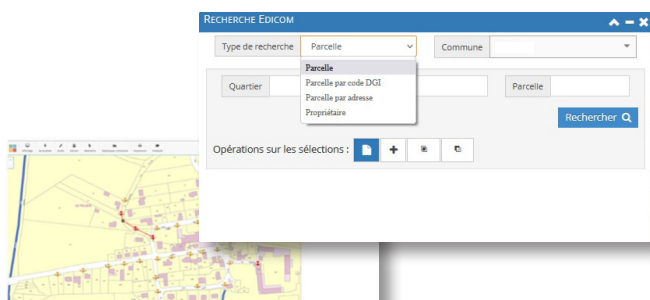 RECHERCHE EDICOM
Type de recherche Parcelle Commune
Parcelle
Parcelle par code DGI
Parcelle par adresse
Propriétaire
Quartier Parcelle
Rechercher
Opérations sur les sélections :